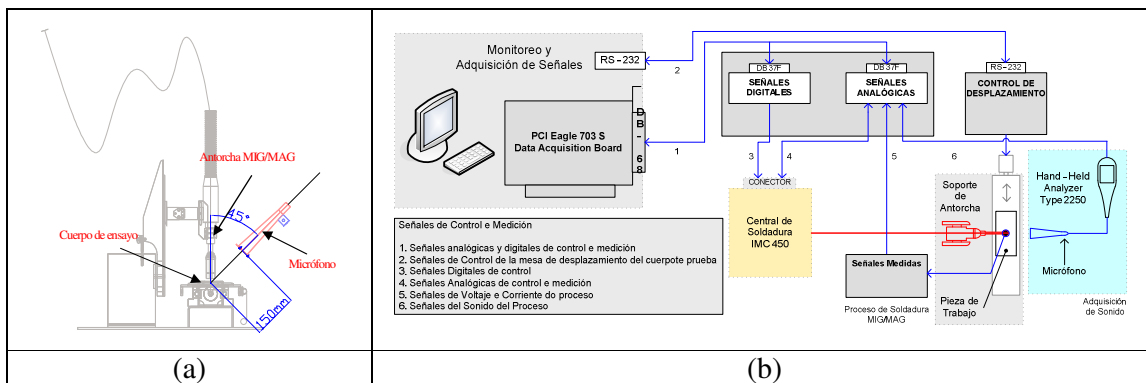 Antorcha MIG/MAG
45°
Cuerpo de ensayo
Micrófono
150mm
(a)
Monitoreo y
Adquisición de Señales
RS-232
2
PCI Eagle 703 S
Data Acquisition Board
DB-68
1
DB37F
SEÑALES
DIGITALES
DB37F
SEÑALES
ANALÓGICAS
RS-232
CONTROL DE
DESPLAZAMIENTO
3
4
5
6
CONECTOR
Central de
Soldadura
IMC 450
Soporte
de
Antorcha
Hand-Held
Analyzer
Type 2250
Micrófono
Señales Medidas
Proceso de Soldadura
MIG/MAG
Pieza de
Trabajo
Adquisición
de Sonido
Señales de Control e Medición
1. Señales analógicas y digitales de control e medición
2. Señales de Control de la mesa de desplazamiento del cuerpote prueba
3. Señales Digitales de control
4. Señales Analógicas de control e medición
5. Señales de Voltaje e Corriente do proceso
6. Señales del Sonido del Proceso
(b)